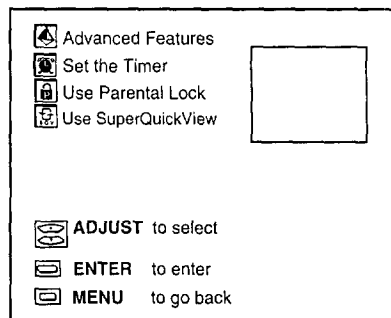 Advanced Features
Set the Timer
Use Parental Lock
Use SuperQuickView
ADJUST to select
ENTER to enter
MENU to go back